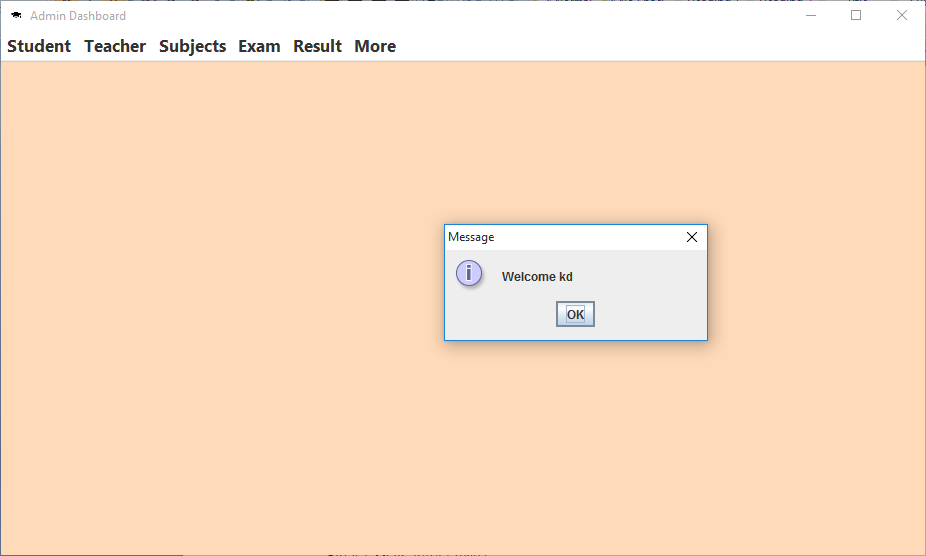 Admin Dashboard
Student Teacher Subjects Exam Result More
Message
i Welcome kd
OK